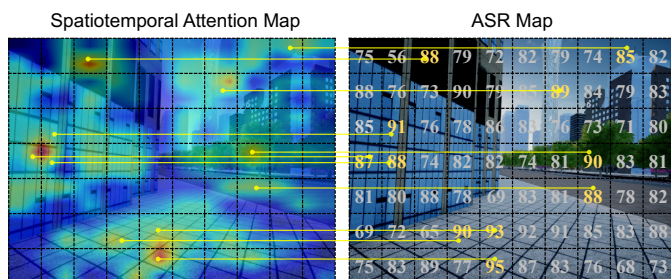 Spatiotemporal Attention Map
ASR Map
75 56 88 79 72 82 79 74 85 82
88 76 73 90 79 89 84 79 83
85 91 76 78 86 76 73 71 80
87 88 74 82 82 74 81 90 83 81
81 80 88 78 69 83 81 88 78 82
69 72 65 90 93 92 91 85 83 88
75 83 89 77 95 87 83 76 68